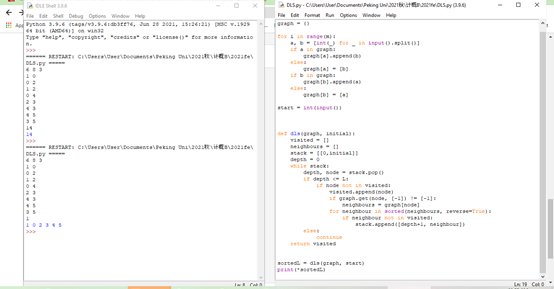 IDLE Shell 3.9.6
File Edit Shell Debug Options Window Help
Python 3.9.6 (tags/v3.9.6:db3ff76, Jun 28 2021, 15:26:21) [MSC v.1929
64 bit (AMD64)] on win32
Type "help", "copyright", "credits" or "license()" for more informatio
n.
>>>
===== RESTART: C:\Users\User\Documents\Peking Uni\2021秋\计概B\2021fe\
DLS.py =====
6 8 3
1 0
0 2
1 2
0 4
2 3
4 3
4 5
3 5
14
14
>>>
===== RESTART: C:\Users\User\Documents\Peking Uni\2021秋\计概B\2021fe\
DLS.py =====
6 8 3
1 0
0 2
1 2
0 4
2 3
4 3
4 5
3 5
1
1 0 2 3 4 5
>>>
Ln: 8 Col: 0
DLS.py - C:\Users\User\Documents\Peking Uni\2021秋\计概B\2021fe\DLS.py (3.9.6)
File Edit Format Run Options Window Help
graph = {}
for i in range(m):
a, b = [int(_) for _ in input().split()]
if a in graph:
graph[a].append(b)
else:
graph[a] = [b]
if b in graph:
graph[b].append(a)
else:
graph[b] = [a]
start = int(input())
def dls(graph, initial):
visited = []
neighbours = []
stack = [[0,initial]]
depth = 0
while stack:
depth, node = stack.pop()
if depth <= L:
if node not in visited:
visited.append(node)
if graph.get(node, [-1]) != [-1]:
neighbours = graph[node]
for neighbour in sorted(neighbours, reverse=True):
if neighbour not in visited:
stack.append([depth+1, neighbour])
else:
continue
return visited
sortedL = dls(graph, start)
print(*sortedL)
Ln: 19 Col: 0